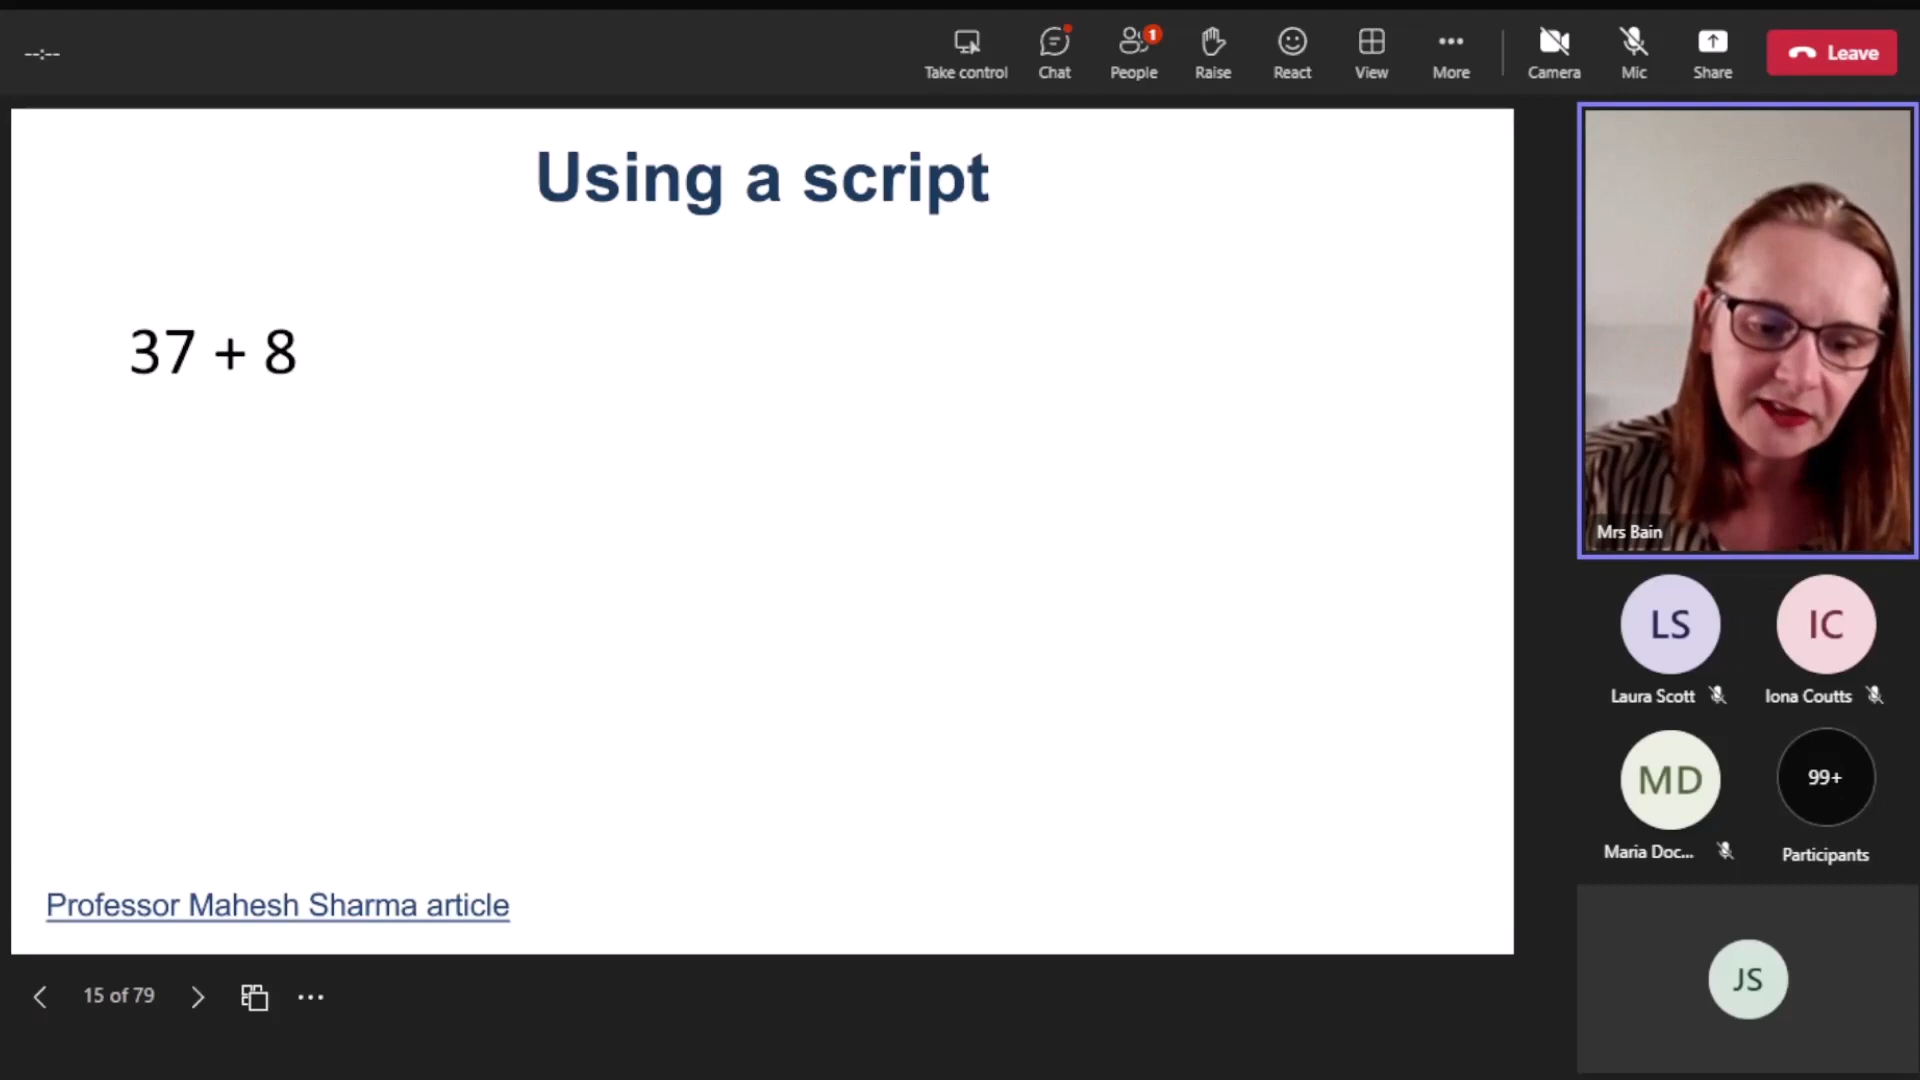 --:--
Take control
Chat
1
People
Raise
React
View
More
Camera
Mic
Share
Leave
Using a script
37 + 8
Professor Mahesh Sharma article
15 of 79
Mrs Bain
LS
IC
Laura Scott
Iona Coutts
MD
99+
Maria Doc...
Participants
JS